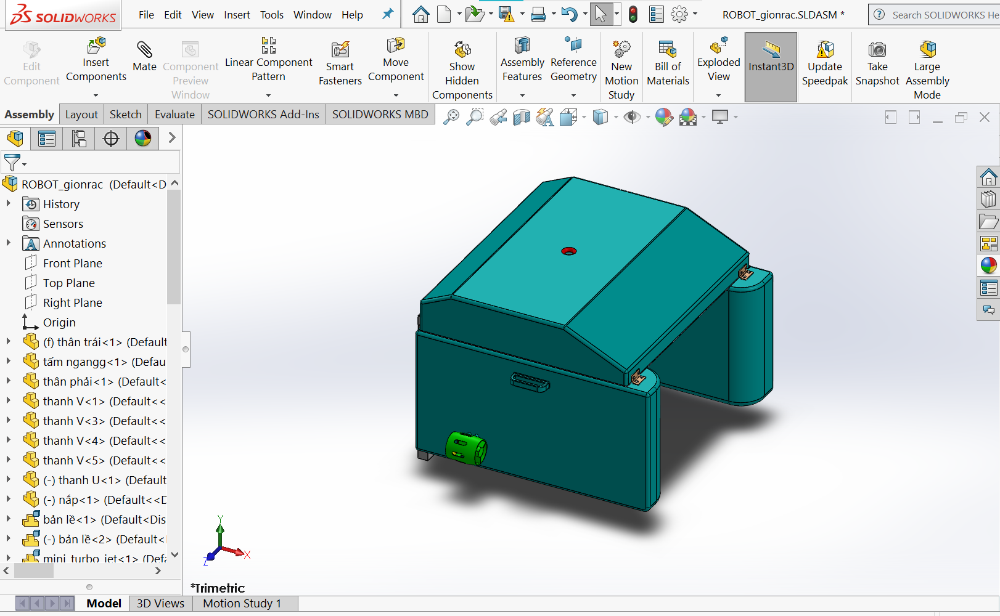 SOLIDWORKS
File Edit View Insert Tools Window Help
ROBOT_gionrac.SLDASM *
Search SOLIDWORKS He
Edit Component
Insert Components
Mate
Component Preview Window
Linear Component Pattern
Smart Fasteners
Move Component
Show Hidden Components
Assembly Features
Reference Geometry
New Motion Study
Bill of Materials
Exploded View
Instant3D
Update Speedpak
Take Snapshot
Large Assembly Mode
Assembly Layout Sketch Evaluate SOLIDWORKS Add-Ins SOLIDWORKS MBD
ROBOT_gionrac (Default<D
History
Sensors
Annotations
Front Plane
Top Plane
Right Plane
Origin
(f) thân trái<1> (Default
tấm ngangg<1> (Defau
thân phải<1> (Default<
thanh V<1> (Default<<
thanh V<3> (Default<<
thanh V<4> (Default<<
thanh V<5> (Default<<
(-) thanh U<1> (Default
(-) nắp<1> (Default<<D
bản lề<1> (Default<Dis
(-) bản lề<2> (Default<
mini turbo jet<1> (Defa
Y
X
Z
*Trimetric
Model 3D Views Motion Study 1